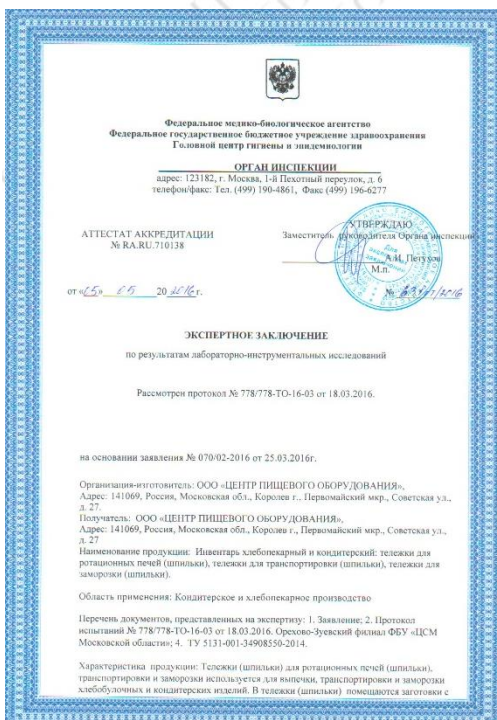 Федеральное медико-биологическое агентство
Федеральное государственное бюджетное учреждение здравоохранения
Головной центр гигиены и эпидемиологии
ОРГАН ИНСПЕКЦИИ
адрес: 123182, г. Москва, 1-й Пехотный переулок, д. 6
телефон/факс: Тел. (499) 190-4861, Факс (499) 196-6277
УТВЕРЖДАЮ
АТТЕСТАТ АККРЕДИТАЦИИ
Заместитель руководителя Органа инспекции
№ RA.RU.710138
А.И. Петухов
М.п.
от «15» 05 2016 г.
№ /2016
ЭКСПЕРТНОЕ ЗАКЛЮЧЕНИЕ
по результатам лабораторно-инструментальных исследований
Рассмотрен протокол № 778/778-ТО-16-03 от 18.03.2016.
на основании заявления № 070/02-2016 от 25.03.2016г.
Организация-изготовитель: ООО «ЦЕНТР ПИЩЕВОГО ОБОРУДОВАНИЯ»,
Адрес: 141069, Россия, Московская обл., Королев г., Первомайский мкр., Советская ул.,
д. 27.
Получатель: ООО «ЦЕНТР ПИЩЕВОГО ОБОРУДОВАНИЯ»,
Адрес: 141069, Россия, Московская обл., Королев г., Первомайский мкр., Советская ул.,
д. 27
Наименование продукции: Инвентарь хлебопекарный и кондитерский: тележки для
ротационных печей (шпильки), тележки для транспортировки (шпильки), тележки для
заморозки (шпильки).
Область применения: Кондитерское и хлебопекарное производство
Перечень документов, представленных на экспертизу: 1. Заявление; 2. Протокол
испытаний № 778/778-ТО-16-03 от 18.03.2016. Орехово-Зуевский филиал ФБУ «ЦСМ
Московской области»; 4. ТУ 5131-001-34908550-2014.
Характеристика продукции: Тележки (шпильки) для ротационных печей (шпильки),
транспортировки и заморозки используется для выпечки, транспортировки и заморозки
хлебобулочных и кондитерских изделий. В тележки (шпильки) помещаются заготовки с